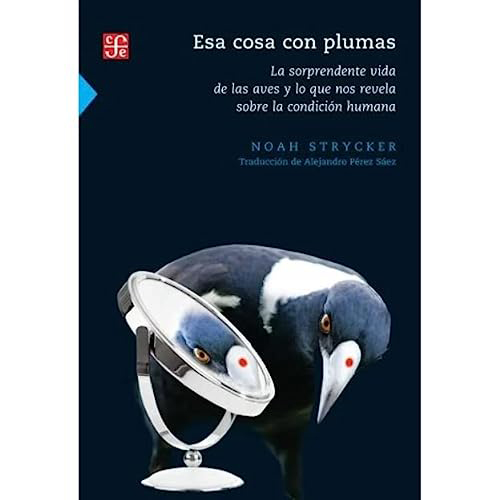 fce
Esa cosa con plumas
La sorprendente vida
de las aves y lo que nos revela
sobre la condición humana
NOAH STRYCKER
Traducción de Alejandro Pérez Sáez